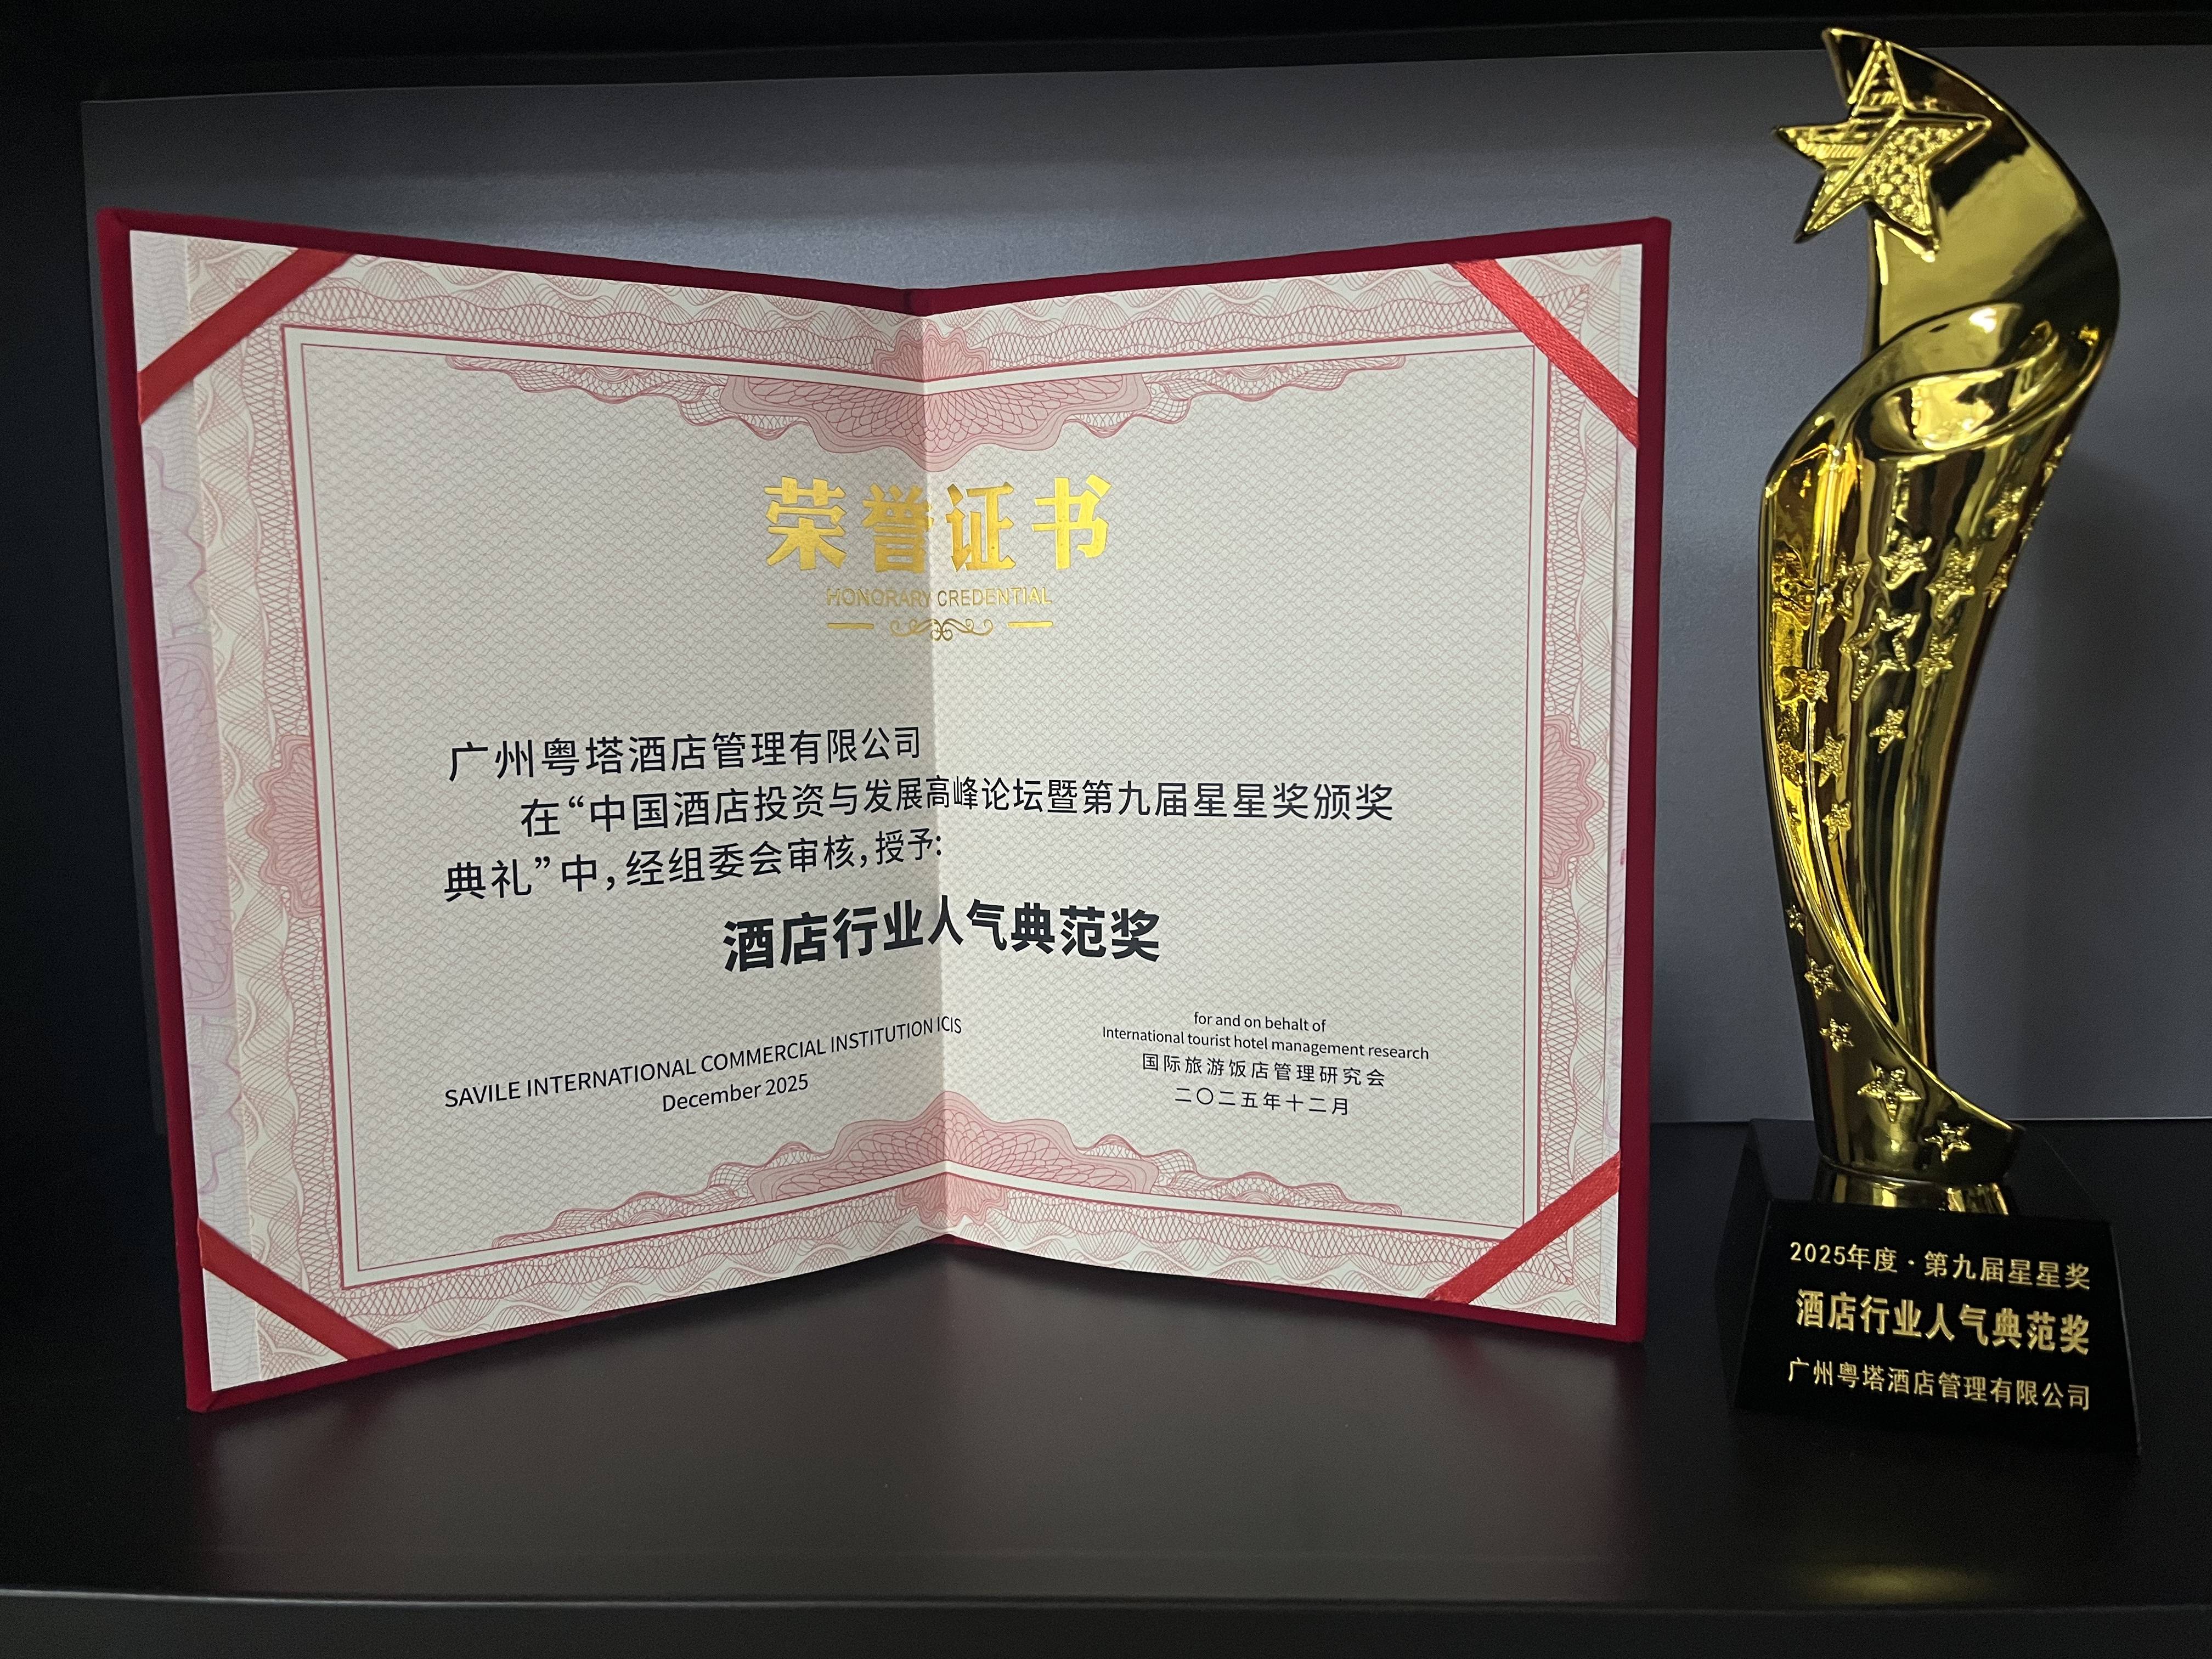 荣誉证书
HONORARY CREDENTIAL
广州粤塔酒店管理有限公司
在“中国酒店投资与发展高峰论坛暨第九届星星奖颁奖
典礼”中,经组委会审核,授予:
酒店行业人气典范奖
SAVILE INTERNATIONAL COMMERCIAL INSTITUTION ICIS
December 2025
for and on behalf of
International tourist hotel management research
国际旅游饭店管理研究会
二〇二五年十二月
2025年度·第九届星星奖
酒店行业人气典范奖
广州粤塔酒店管理有限公司